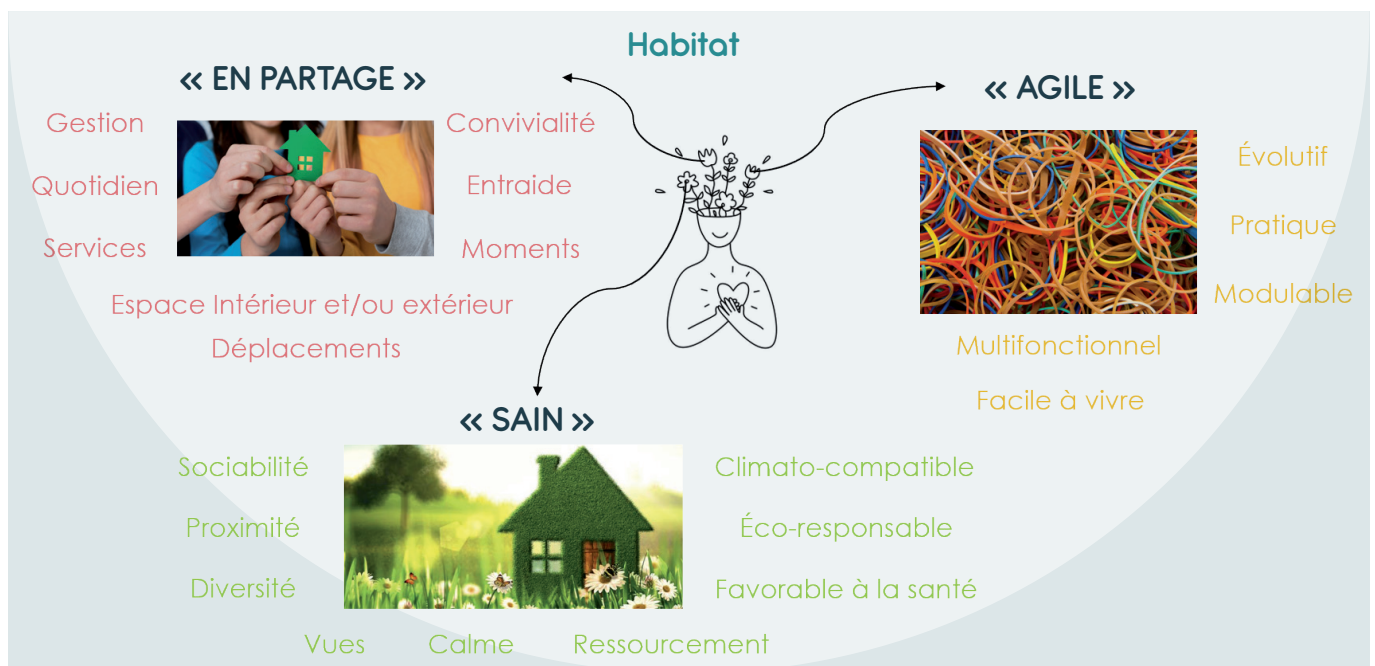 Habitat
« EN PARTAGE »
Gestion
Convivialité
Quotidien
Entraide
Services
Moments
Espace Intérieur et/ou extérieur
Déplacements
« AGILE »
Évolutif
Pratique
Modulable
Multifonctionnel
Facile à vivre
« SAIN »
Sociabilité
Climato-compatible
Proximité
Éco-responsable
Diversité
Favorable à la santé
Vues Calme Ressourcement